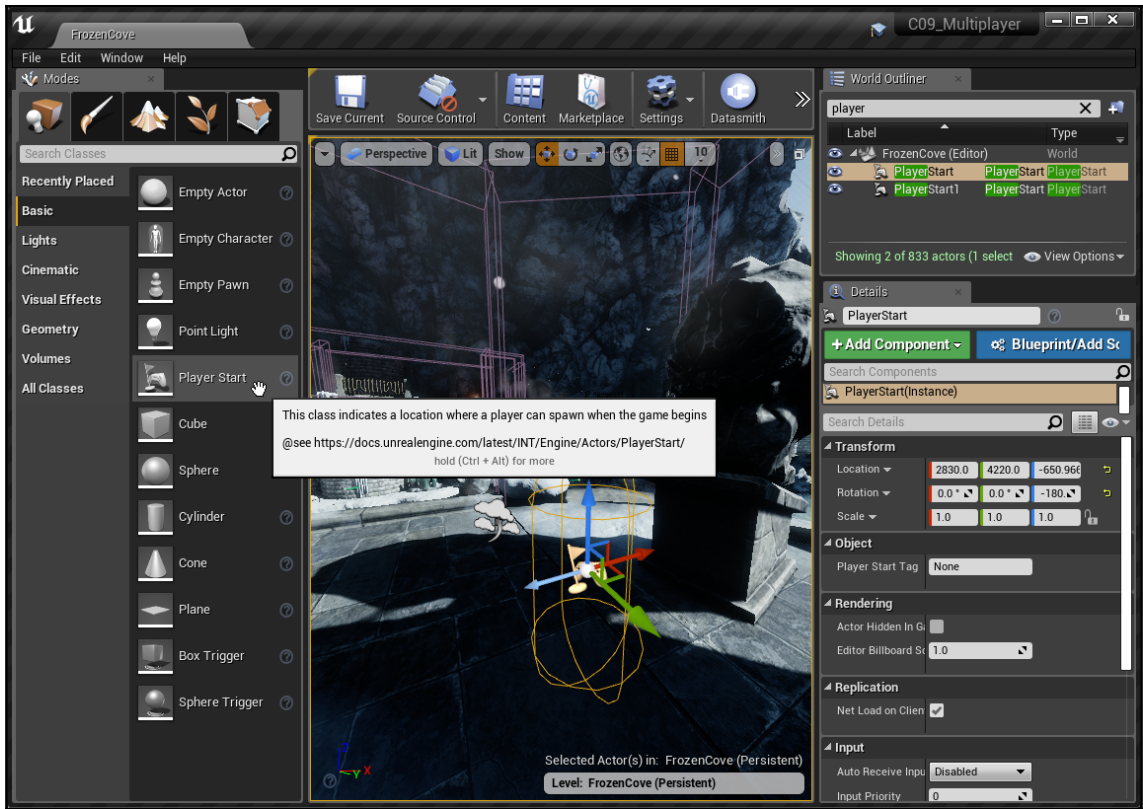 FrozenCove
C09_Multiplayer
File Edit Window Help
Modes
Search Classes
Recently Placed
Basic
Lights
Cinematic
Visual Effects
Geometry
Volumes
All Classes
Empty Actor
Empty Character
Empty Pawn
Point Light
Player Start
Cube
Sphere
Cylinder
Cone
Plane
Box Trigger
Sphere Trigger
Save Current Source Control Content Marketplace Settings Datasmith
Perspective Lit Show 10
This class indicates a location where a player can spawn when the game begins
@see https://docs.unrealengine.com/latest/INT/Engine/Actors/PlayerStart/
hold (Ctrl + Alt) for more
Z
Y X
Selected Actor(s) in: FrozenCove (Persistent)
Level: FrozenCove (Persistent)
World Outliner
player
Label Type
FrozenCove (Editor) World
PlayerStart PlayerStart PlayerStart
PlayerStart1 PlayerStart PlayerStart
Showing 2 of 833 actors (1 select View Options
Details
PlayerStart
+Add Component Blueprint/Add Sc
Search Components
PlayerStart(Instance)
Search Details
Transform
Location 2830.0 4220.0 -650.966
Rotation 0.0° 0.0° -180.
Scale 1.0 1.0 1.0
Object
Player Start Tag None
Rendering
Actor Hidden In Ga
Editor Billboard Sc 1.0
Replication
Net Load on Clien
Input
Auto Receive Inpu Disabled
Input Priority 0